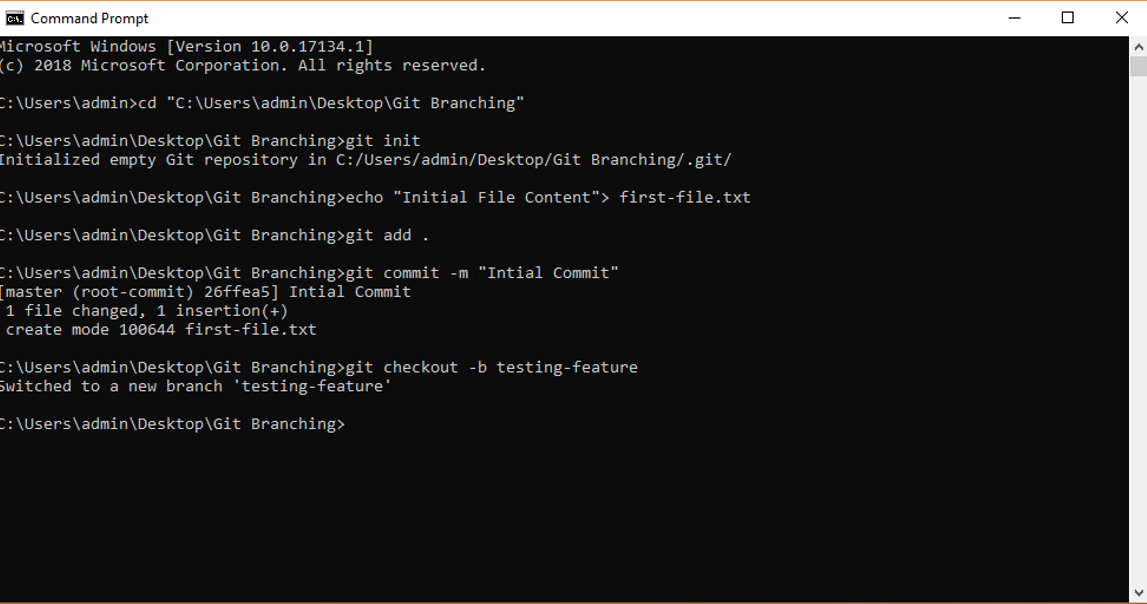 Command Prompt
Microsoft Windows [Version 10.0.17134.1]
(c) 2018 Microsoft Corporation. All rights reserved.
C:\Users\admin>cd "C:\Users\admin\Desktop\Git Branching"
C:\Users\admin\Desktop\Git Branching>git init
Initialized empty Git repository in C:/Users/admin/Desktop/Git Branching/.git/
C:\Users\admin\Desktop\Git Branching>echo "Initial File Content"> first-file.txt
C:\Users\admin\Desktop\Git Branching>git add .
C:\Users\admin\Desktop\Git Branching>git commit -m "Intial Commit"
[master (root-commit) 26ffea5] Intial Commit
1 file changed, 1 insertion(+)
create mode 100644 first-file.txt
C:\Users\admin\Desktop\Git Branching>git checkout -b testing-feature
Switched to a new branch 'testing-feature'
C:\Users\admin\Desktop\Git Branching>